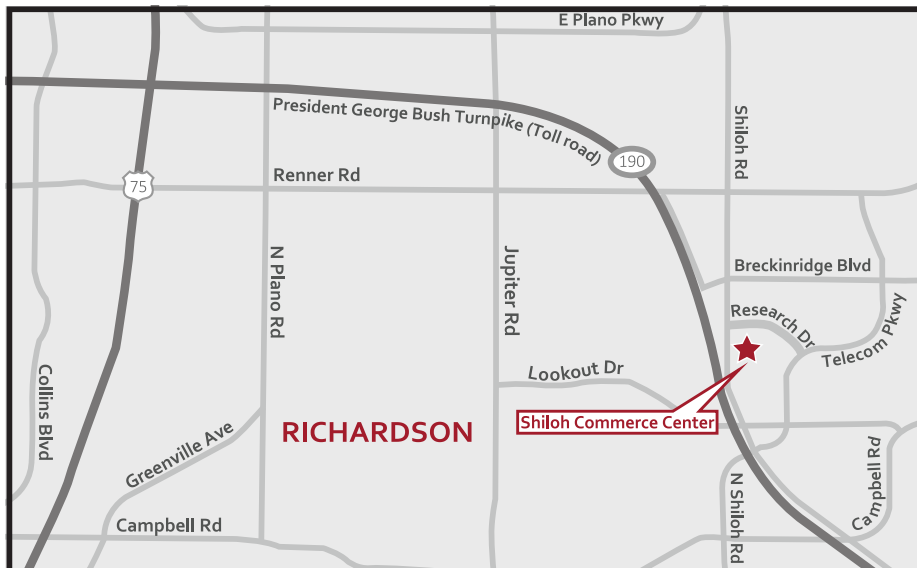 E Plano Pkwy
President George Bush Turnpike (Toll road)
190
Shiloh Rd
75
Renner Rd
N Plano Rd
Jupiter Rd
Breckinridge Blvd
Research Dr
Telecom Pkwy
Collins Blvd
Lookout Dr
Shiloh Commerce Center
RICHARDSON
Greenville Ave
Campbell Rd
N Shiloh Rd
Campbell Rd